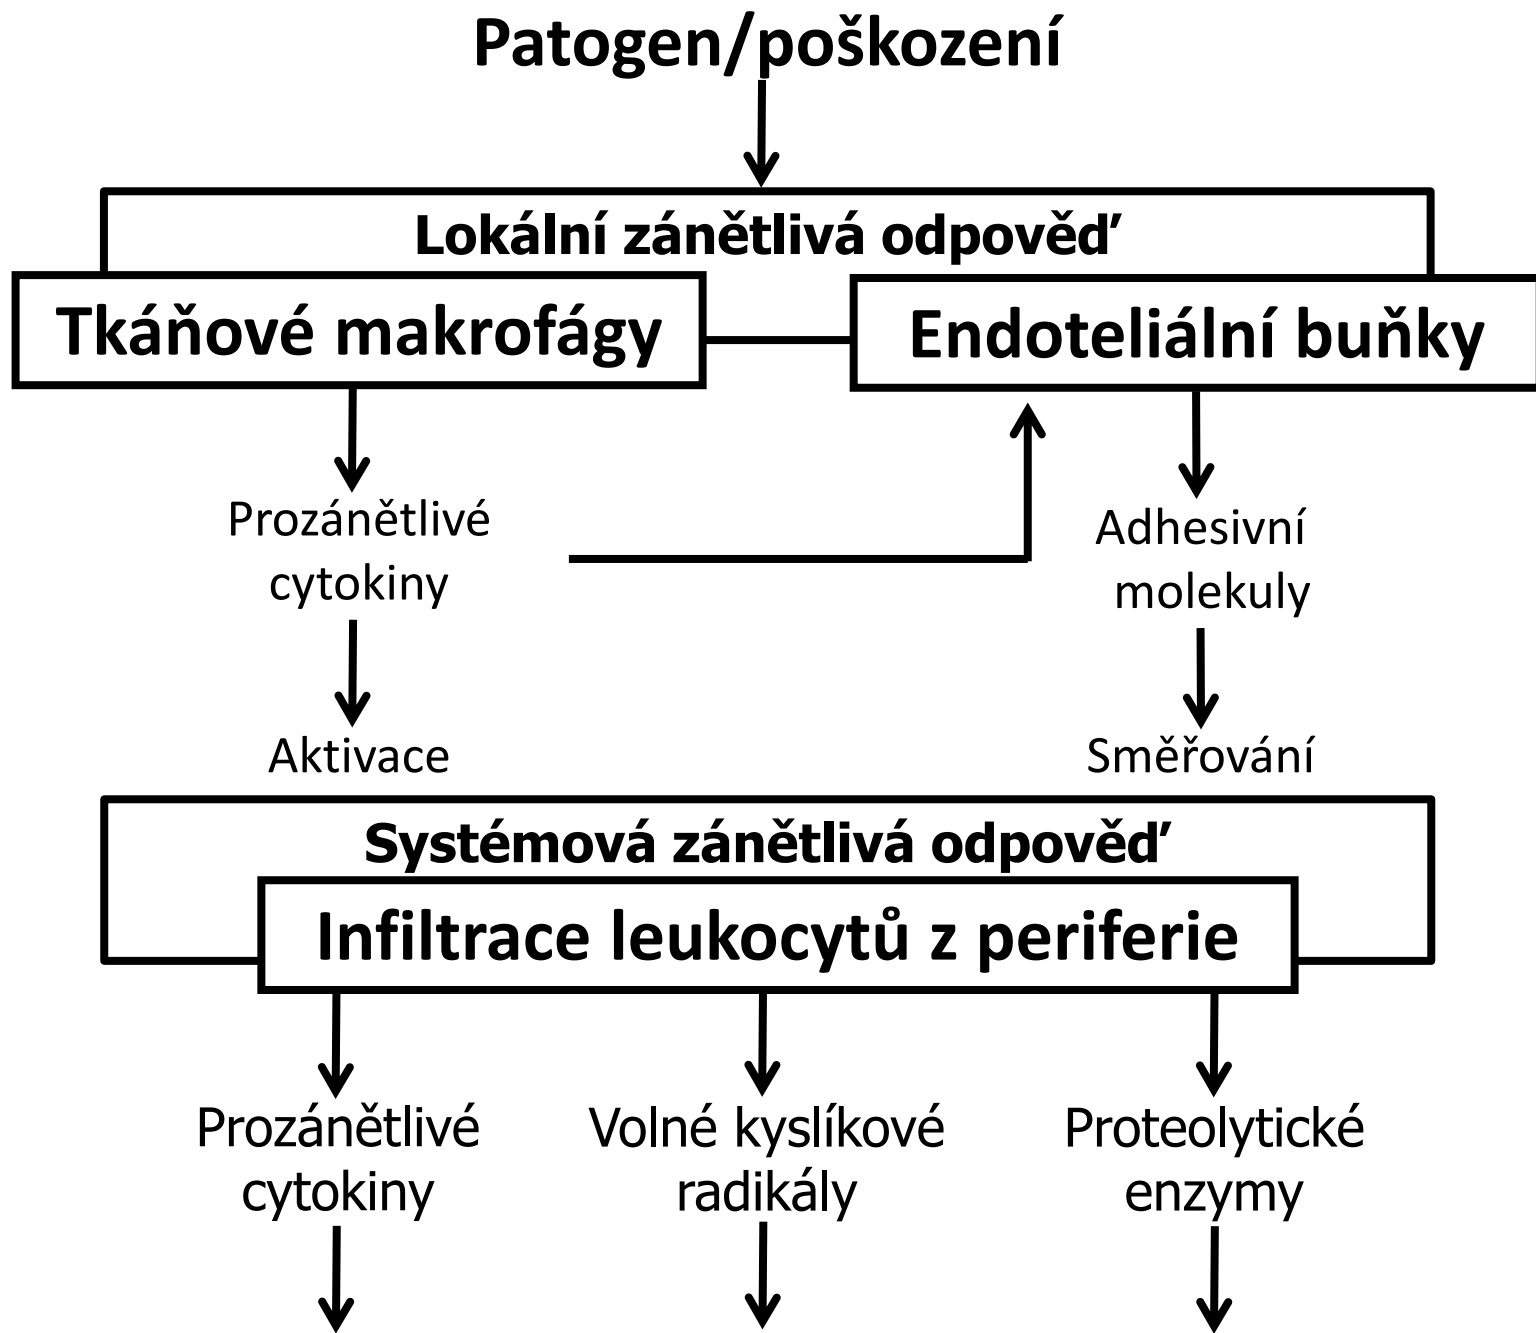 Patogen/poškození
Lokální zánětlivá odpověď
Tkáňové makrofágy
Endoteliální buňky
Prozánětlivé
cytokiny
Adhesivní
molekuly
Aktivace
Směřování
Systémová zánětlivá odpověď
Infiltrace leukocytů z periferie
Prozánětlivé
cytokiny
Volné kyslíkové
radikály
Proteolytické
enzymy